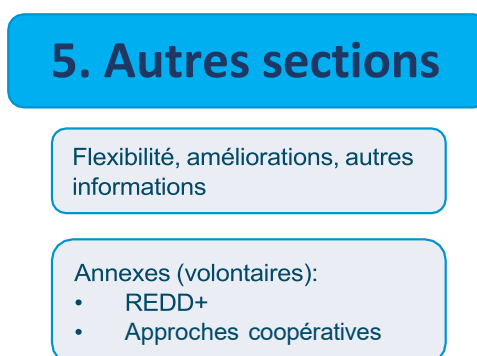 5. Autres sections
Flexibilité, améliorations, autres
informations
Annexes (volontaires):
• REDD+
• Approches coopératives